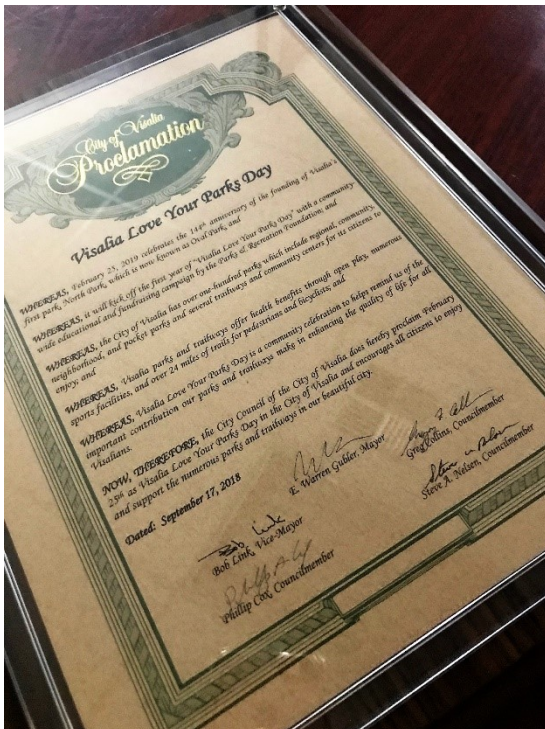 City of Visalia
Proclamation
Visalia Love Your Parks Day
WHEREAS, February 25, 2019 celebrates the 144th anniversary of the founding of Visalia's
first park, North Park, which is now known as Oval Park, and
WHEREAS, it will kick off the first year of "Visalia Love Your Parks Day" with a community-
wide educational and fundraising campaign by the Parks & Recreation Foundation; and
WHEREAS, the City of Visalia has over one-hundred parks which include regional, community,
neighborhood, and pocket parks and several trailways and community centers for its citizens to
enjoy; and
WHEREAS, Visalia parks and trailways offer health benefits through open play, numerous
sports facilities, and over 24 miles of trails for pedestrians and bicyclists; and
WHEREAS, Visalia Love Your Parks Day is a community celebration to help remind us of the
important contribution our parks and trailways make in enhancing the quality of life for all
Visalians.
NOW, THEREFORE, the City Council of the City of Visalia does hereby proclaim February
25th as Visalia Love Your Parks Day in the City of Visalia and encourages all citizens to enjoy
and support the numerous parks and trailways in our beautiful city.
Dated: September 17, 2018
E. Warren Gubler, Mayor
Greg Collins, Councilmember
Bob Link
Bob Link, Vice-Mayor
Steve A. Nelsen, Councilmember
Phillip Cox, Councilmember